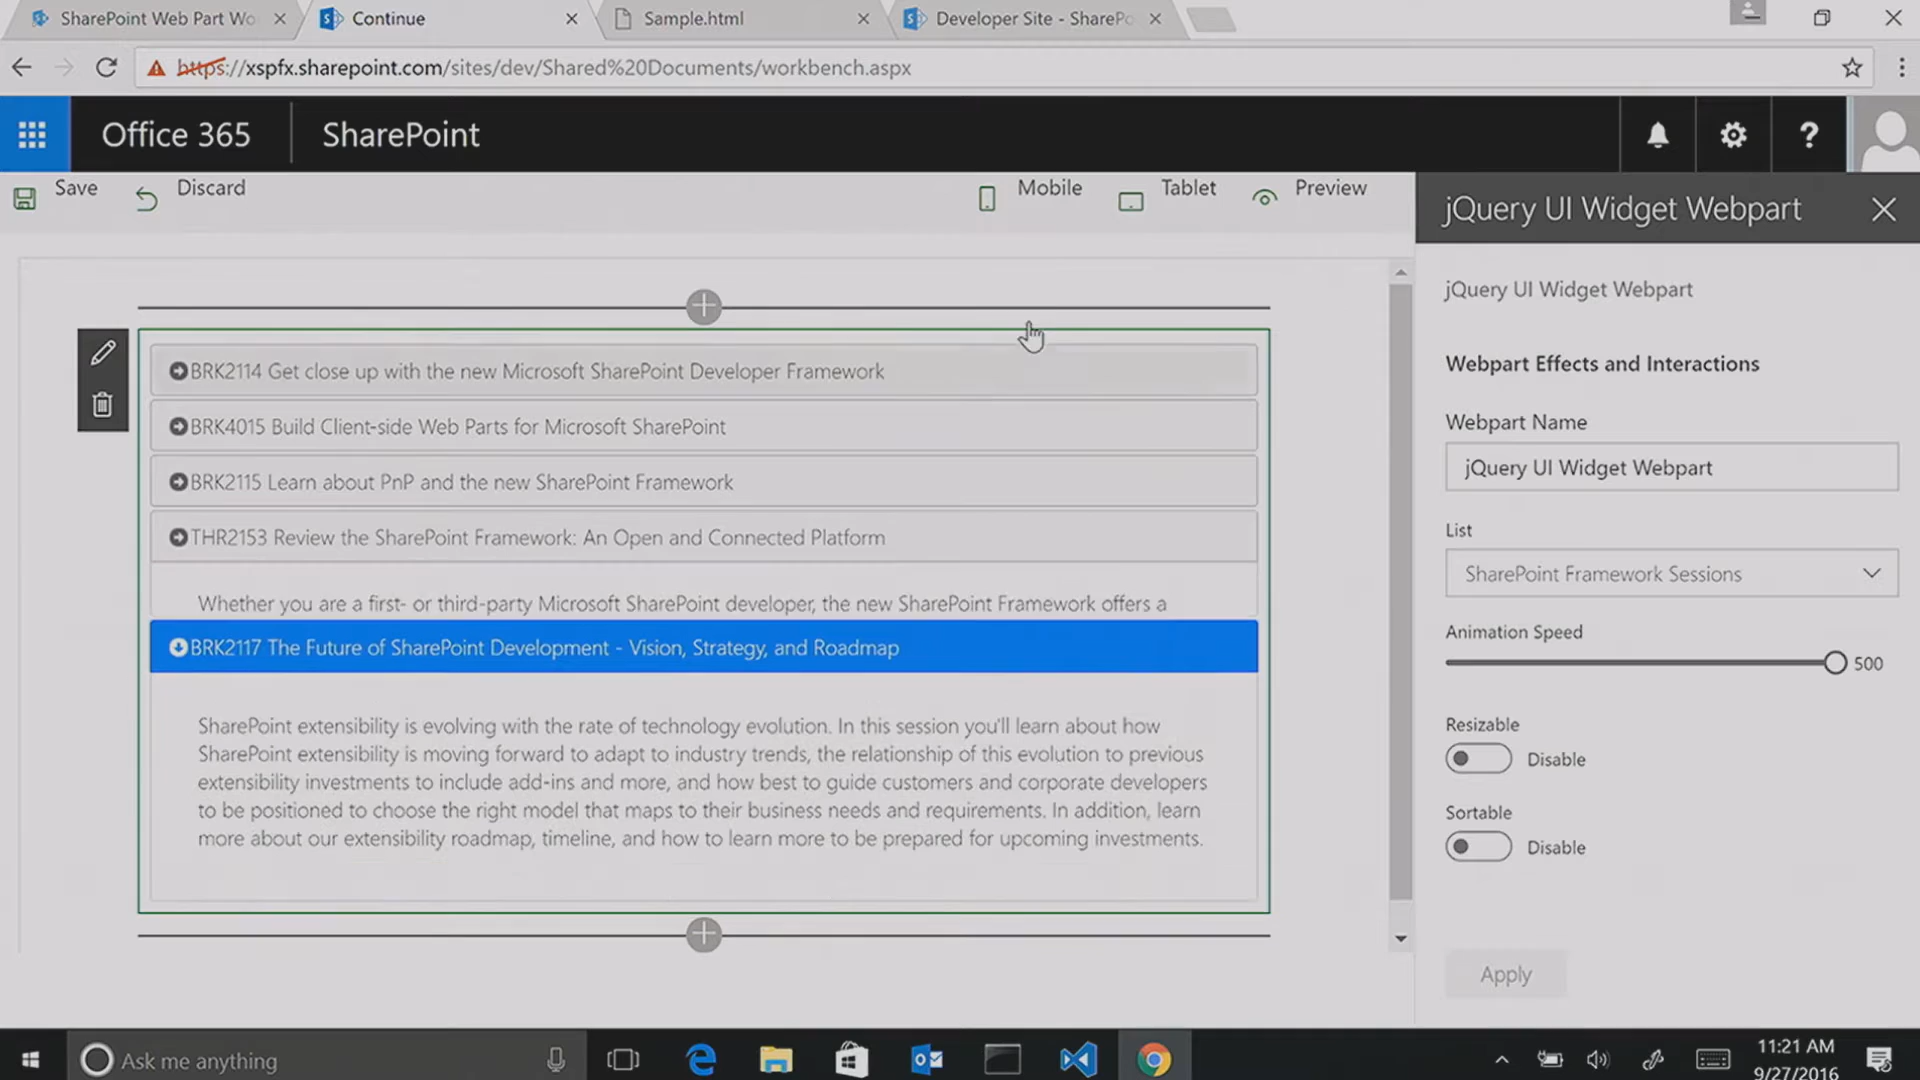 SharePoint Web Part Wo
Continue
Sample.html
Developer Site - SharePo
https://xspfx.sharepoint.com/sites/dev/Shared%20Documents/workbench.aspx
Office 365
SharePoint
?
Save
Discard
Mobile
Tablet
Preview
jQuery UI Widget Webpart
BRK2114 Get close up with the new Microsoft SharePoint Developer Framework
BRK4015 Build Client-side Web Parts for Microsoft SharePoint
BRK2115 Learn about PnP and the new SharePoint Framework
THR2153 Review the SharePoint Framework: An Open and Connected Platform
Whether you are a first- or third-party Microsoft SharePoint developer, the new SharePoint Framework offers a
BRK2117 The Future of SharePoint Development - Vision, Strategy, and Roadmap
SharePoint extensibility is evolving with the rate of technology evolution. In this session you'll learn about how
SharePoint extensibility is moving forward to adapt to industry trends, the relationship of this evolution to previous
extensibility investments to include add-ins and more, and how best to guide customers and corporate developers
to be positioned to choose the right model that maps to their business needs and requirements. In addition, learn
more about our extensibility roadmap, timeline, and how to learn more to be prepared for upcoming investments.
jQuery UI Widget Webpart
Webpart Effects and Interactions
Webpart Name
jQuery UI Widget Webpart
List
SharePoint Framework Sessions
Animation Speed
500
Resizable
Disable
Sortable
Disable
Apply
Ask me anything
11:21 AM
9/27/2016